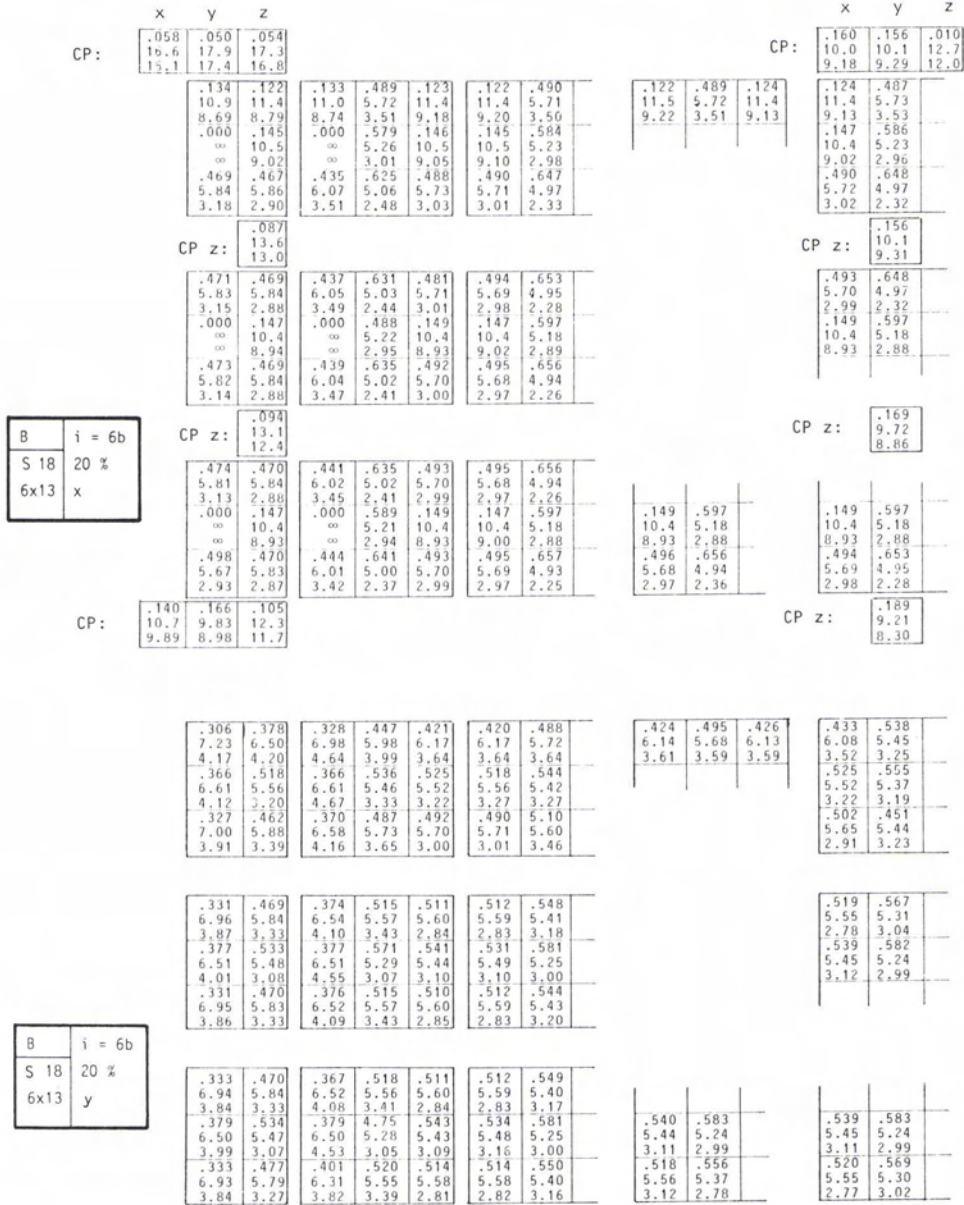 x y z x y z
.058 .050 .054 .160 .156 .010
CP: 16.6 17.9 17.3 CP: 10.0 10.1 12.7
15.1 17.4 16.8 9.18 9.29 12.0
.134 .122 .133 .489 .123 .122 .490 .122 .489 .124 .124 .487
10.9 11.4 11.0 5.72 11.4 11.4 5.71 11.5 5.72 11.4 11.4 5.73
8.69 8.79 8.74 3.51 9.18 9.20 3.50 9.22 3.51 9.13 9.13 3.53
.000 .145 .000 .579 .146 .145 .584 .147 .586
∞ 10.5 ∞ 5.26 10.5 10.5 5.23 10.4 5.23
∞ 9.02 ∞ 3.01 9.05 9.10 2.98 9.02 2.96
.469 .467 .435 .625 .488 .490 .647 .490 .648
5.84 5.86 6.07 5.06 5.73 5.71 4.97 5.72 4.97
3.18 2.90 3.51 2.48 3.03 3.01 2.33 3.02 2.32
.087 .156
CP z: 13.6 CP z: 10.1
13.0 9.31
.471 .469 .437 .631 .481 .494 .653 .493 .648
5.83 5.84 6.05 5.03 5.71 5.69 4.95 5.70 4.97
3.15 2.88 3.49 2.44 3.01 2.98 2.28 2.99 2.32
.000 .147 .000 .488 .149 .147 .597 .149 .597
∞ 10.4 ∞ 5.22 10.4 10.4 5.18 10.4 5.18
∞ 8.94 ∞ 2.95 8.93 9.02 2.89 8.93 2.88
.473 .469 .439 .635 .492 .495 .656
5.82 5.84 6.04 5.02 5.70 5.68 4.94
3.14 2.88 3.47 2.41 3.00 2.97 2.26
.094 .169
B i = 6b CP z: 13.1 CP z: 9.72
12.4 8.86
S 18 20 % .474 .470 .441 .635 .493 .495 .656
5.81 5.84 6.02 5.02 5.70 5.68 4.94
6x13 x 3.13 2.88 3.45 2.41 2.99 2.97 2.26
.000 .147 .000 .589 .149 .147 .597 .149 .597 .149 .597
∞ 10.4 ∞ 5.21 10.4 10.4 5.18 10.4 5.18 10.4 5.18
∞ 8.93 ∞ 2.94 8.93 9.00 2.88 8.93 2.88 8.93 2.88
.498 .470 .444 .641 .493 .495 .657 .496 .656 .494 .653
5.67 5.83 6.01 5.00 5.70 5.69 4.93 5.68 4.94 5.69 4.95
2.93 2.87 3.42 2.37 2.99 2.97 2.25 2.97 2.36 2.98 2.28
.140 .166 .105 .189
CP: 10.7 9.83 12.3 CP z: 9.21
9.89 8.98 11.7 8.30
.306 .378 .328 .447 .421 .420 .488 .424 .495 .426 .433 .538
7.23 6.50 6.98 5.98 6.17 6.17 5.72 6.14 5.68 6.13 6.08 5.45
4.17 4.20 4.64 3.99 3.64 3.64 3.64 3.61 3.59 3.59 3.52 3.25
.366 .518 .366 .536 .525 .518 .544 .525 .555
6.61 5.56 6.61 5.46 5.52 5.56 5.42 5.52 5.37
4.12 3.20 4.67 3.33 3.22 3.27 3.27 3.22 3.19
.327 .462 .370 .487 .492 .490 5.10 .502 .451
7.00 5.88 6.58 5.73 5.70 5.71 5.60 5.65 5.44
3.91 3.39 4.16 3.65 3.00 3.01 3.46 2.91 3.23
.331 .469 .374 .515 .511 .512 .548 .519 .567
6.96 5.84 6.54 5.57 5.60 5.59 5.41 5.55 5.31
3.87 3.33 4.10 3.43 2.84 2.83 3.18 2.78 3.04
.377 .533 .377 .571 .541 .531 .581 .539 .582
6.51 5.48 6.51 5.29 5.44 5.49 5.25 5.45 5.24
4.01 3.08 4.55 3.07 3.10 3.10 3.00 3.12 2.99
.331 .470 .376 .515 .510 .512 .544
6.95 5.83 6.52 5.57 5.60 5.59 5.43
3.86 3.33 4.09 3.43 2.85 2.83 3.20
B i = 6b
S 18 20 % .333 .470 .367 .518 .511 .512 .549
6.94 5.84 6.52 5.56 5.60 5.59 5.40
6x13 y 3.84 3.33 4.08 3.41 2.84 2.83 3.17
.379 .534 .379 4.75 .543 .534 .581 .540 .583 .539 .583
6.50 5.47 6.50 5.28 5.43 5.48 5.25 5.44 5.24 5.45 5.24
3.99 3.07 4.53 3.05 3.09 3.16 3.00 3.11 2.99 3.11 2.99
.333 .477 .401 .520 .514 .514 .550 .518 .556 .520 .569
6.93 5.79 6.31 5.55 5.58 5.58 5.40 5.56 5.37 5.55 5.30
3.84 3.27 3.82 3.39 2.81 2.82 3.16 3.12 2.78 2.77 3.02